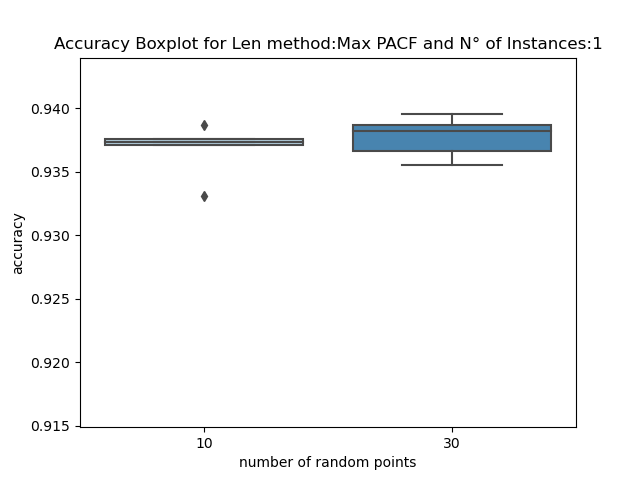 Accuracy Boxplot for Len method:Max PACF and N° of Instances:1
0.940
0.935
0.930
0.925
0.920
0.915
accuracy
10
30
number of random points